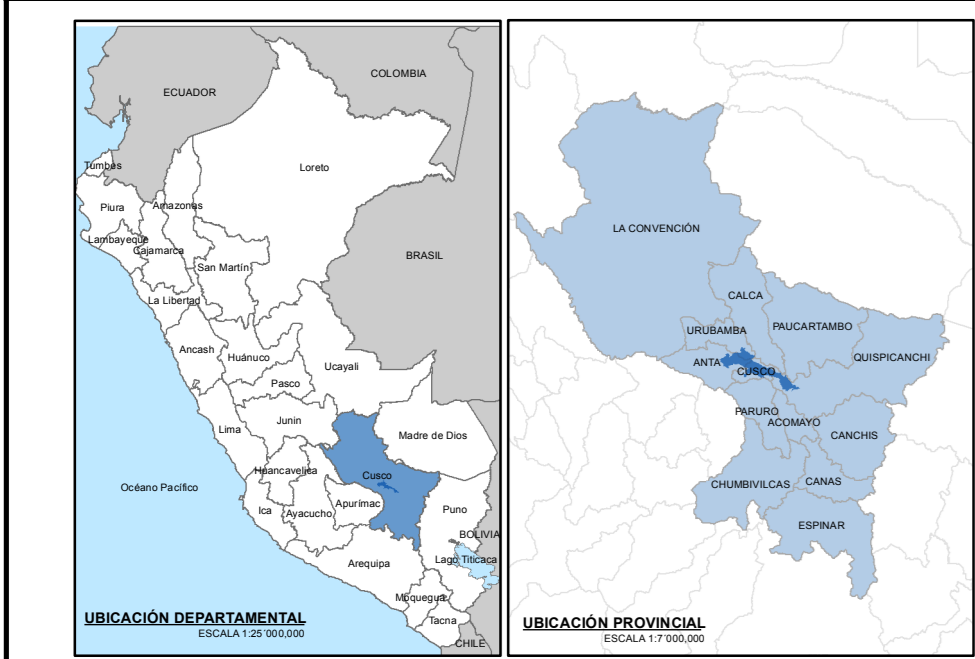 COLOMBIA
ECUADOR
Tumbes
Loreto
Piura
Amazonas
Lambayeque
Cajamarca
San Martín
BRASIL
La Libertad
Ancash
Huánuco
Ucayali
Pasco
Lima
Junin
Madre de Dios
Huancavelica
Cusco
Océano Pacífico
Ica
Ayacucho
Apurímac
Puno
BOLIVIA
Arequipa
Lago Titicaca
Moquegua
Tacna
UBICACIÓN DEPARTAMENTAL
ESCALA 1:25'000,000
CHILE
LA CONVENCIÓN
CALCA
URUBAMBA
PAUCARTAMBO
ANTA
CUSCO
QUISPICANCHI
PARURO
ACOMAYO
CANCHIS
CHUMBIVILCAS
CANAS
ESPINAR
UBICACIÓN PROVINCIAL
ESCALA 1:7'000,000